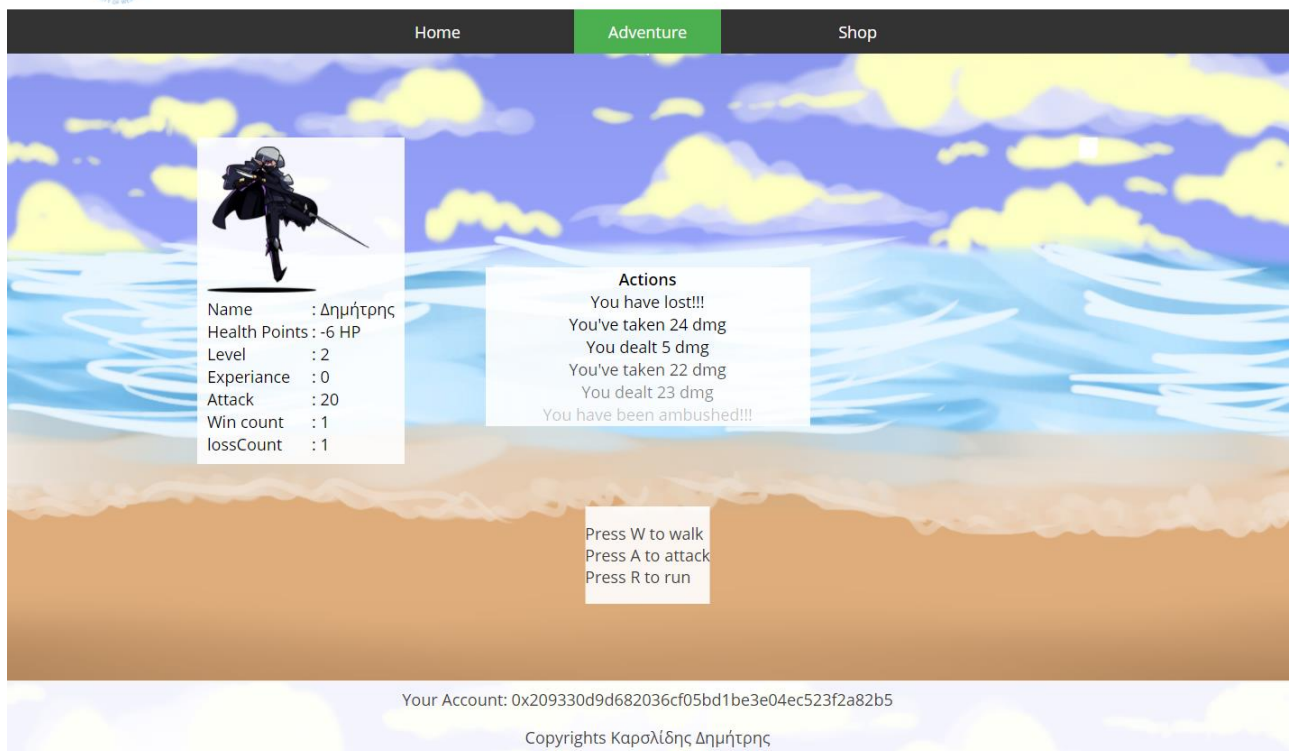 Home Adventure Shop
Name : Δημήτρης
Health Points : -6 HP
Level : 2
Experiance : 0
Attack : 20
Win count : 1
lossCount : 1
Actions
You have lost!!!
You've taken 24 dmg
You dealt 5 dmg
You've taken 22 dmg
You dealt 23 dmg
You have been ambushed!!!
Press W to walk
Press A to attack
Press R to run
Your Account: 0x209330d9d682036cf05bd1be3e04ec523f2a82b5
Copyrights Καρσλίδης Δημήτρης